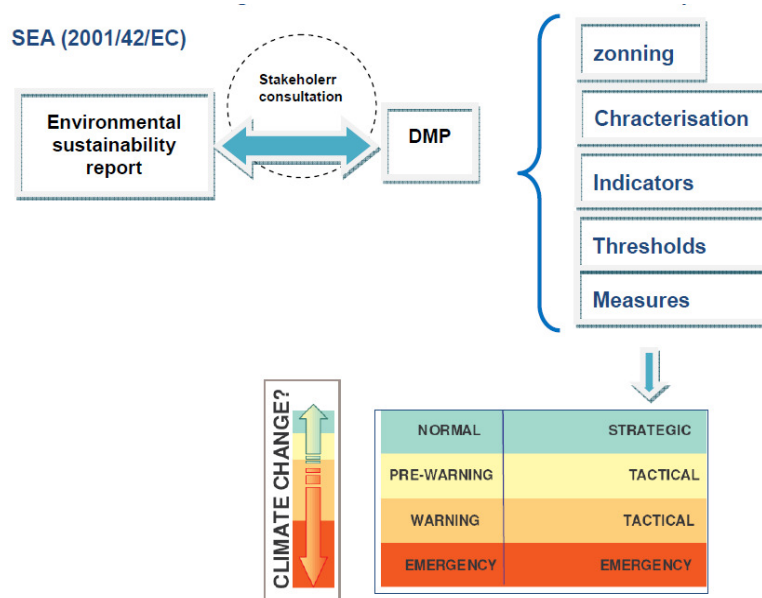 SEA (2001/42/EC)
Stakeholerr
consultation
Environmental
sustainability
report
DMP
zonning
Chracterisation
Indicators
Thresholds
Measures
CLIMATE CHANGE?
NORMAL STRATEGIC
PRE-WARNING TACTICAL
WARNING TACTICAL
EMERGENCY EMERGENCY